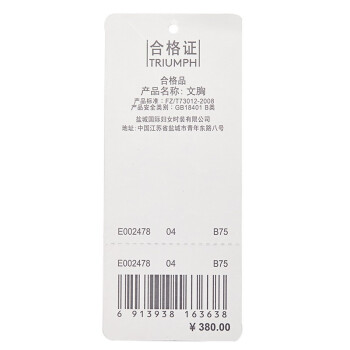 合格证
TRIUMPH
合格品
产品名称: 文胸
产品标准: FZ/T73012-2008
产品安全类别: GB18401 B类
盐城国际妇女时装有限公司
地址: 中国江苏省盐城市青年东路八号
E002478 04 B75
E002478 04 B75
6 913938 163638
¥ 380.00